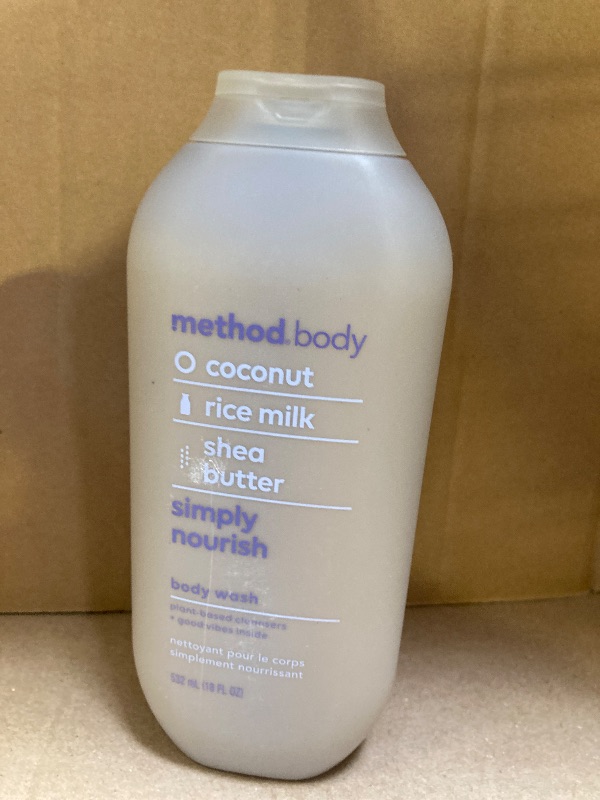 method. body
coconut
rice milk
shea
butter
simply
nourish
body wash
plant-based cleansers
+ good vibes inside
nettoyant pour le corps
simplement nourrissant
532 mL (18 FL OZ)